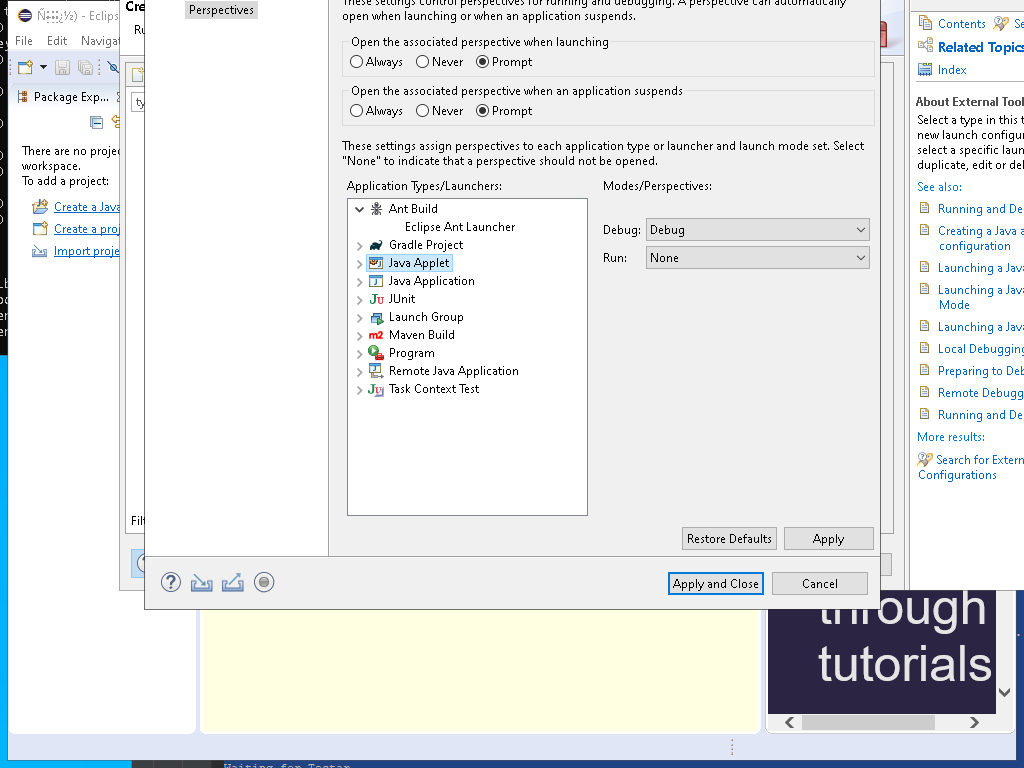 - Eclips
File Edit Navigat
Package Exp...
There are no projec
workspace.
To add a project:
Create a Java
Create a proj
Import proje
Cre
Ru
ty
Filt
Perspectives
These settings control perspectives for running and debugging. A perspective can automatically
open when launching or when an application suspends.
Open the associated perspective when launching
Always Never Prompt
Open the associated perspective when an application suspends
Always Never Prompt
These settings assign perspectives to each application type or launcher and launch mode set. Select
"None" to indicate that a perspective should not be opened.
Application Types/Launchers:
Ant Build
Eclipse Ant Launcher
Gradle Project
Java Applet
Java Application
JUnit
Launch Group
Maven Build
Program
Remote Java Application
Task Context Test
Modes/Perspectives:
Debug: Debug
Run: None
Restore Defaults Apply
Apply and Close Cancel
Contents Se
Related Topics
Index
About External Tool
Select a type in this t
new launch configur
select a specific laun
duplicate, edit or del
See also:
Running and De
Creating a Java a
configuration
Launching a Java
Launching a Java
Mode
Launching a Java
Local Debugging
Preparing to Deb
Remote Debugg
Running and De
More results:
Search for Extern
Configurations
through
tutorials
Waiting for Testar